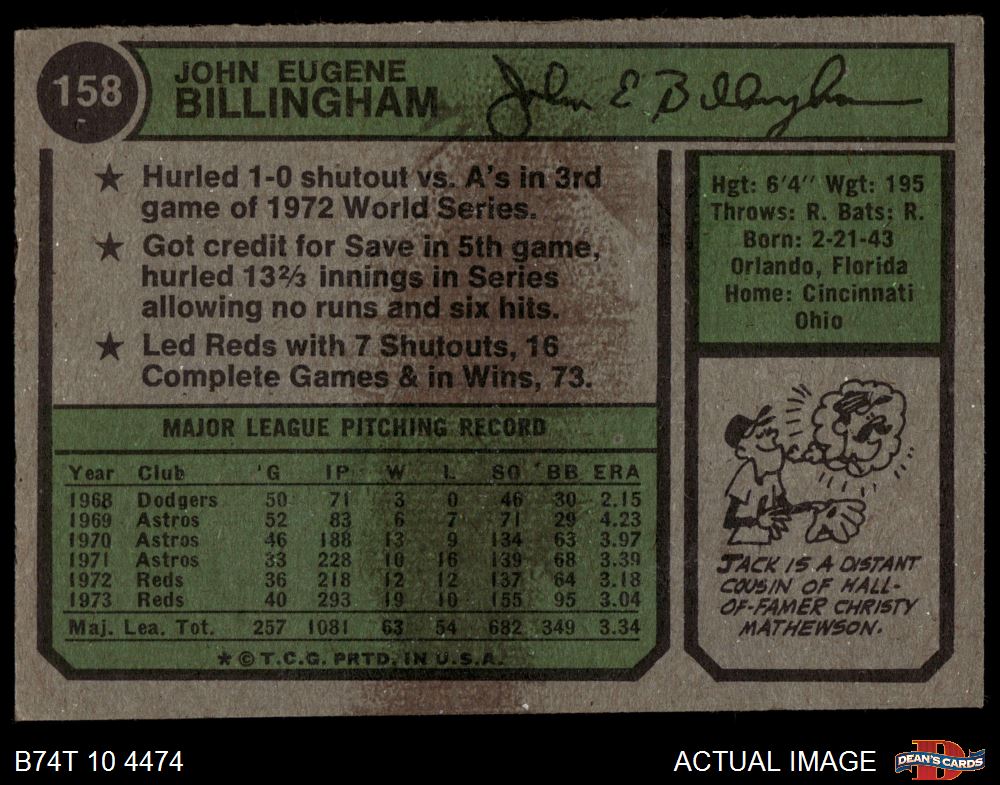 158
JOHN EUGENE
BILLINGHAM
John E Billingham
★ Hurled 1-0 shutout vs. A's in 3rd
game of 1972 World Series.
★ Got credit for Save in 5th game,
hurled 13⅔ innings in Series
allowing no runs and six hits.
★ Led Reds with 7 Shutouts, 16
Complete Games & in Wins, 73.
Hgt: 6'4" Wgt: 195
Throws: R. Bats: R.
Born: 2-21-43
Orlando, Florida
Home: Cincinnati
Ohio
MAJOR LEAGUE PITCHING RECORD
Year Club G IP W L SO BB ERA
1968 Dodgers 50 71 3 0 46 30 2.15
1969 Astros 52 83 6 7 71 29 4.23
1970 Astros 46 188 13 9 134 63 3.97
1971 Astros 33 228 10 16 139 68 3.39
1972 Reds 36 218 12 12 137 64 3.18
1973 Reds 40 293 19 10 155 95 3.04
Maj. Lea. Tot. 257 1081 63 54 682 349 3.34
★ © T.C.G. PRTD. IN U.S.A.
JACK IS A DISTANT
COUSIN OF HALL-
OF-FAMER CHRISTY
MATHEWSON.
B74T 10 4474
ACTUAL IMAGE
DEAN'S CARDS